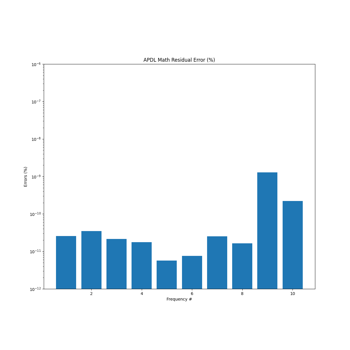 APDL Math Residual Error (%)
10⁻⁶
10⁻⁷
10⁻⁸
10⁻⁹
10⁻¹⁰
10⁻¹¹
10⁻¹²
Errors (%)
2 4 6 8 10
Frequency #